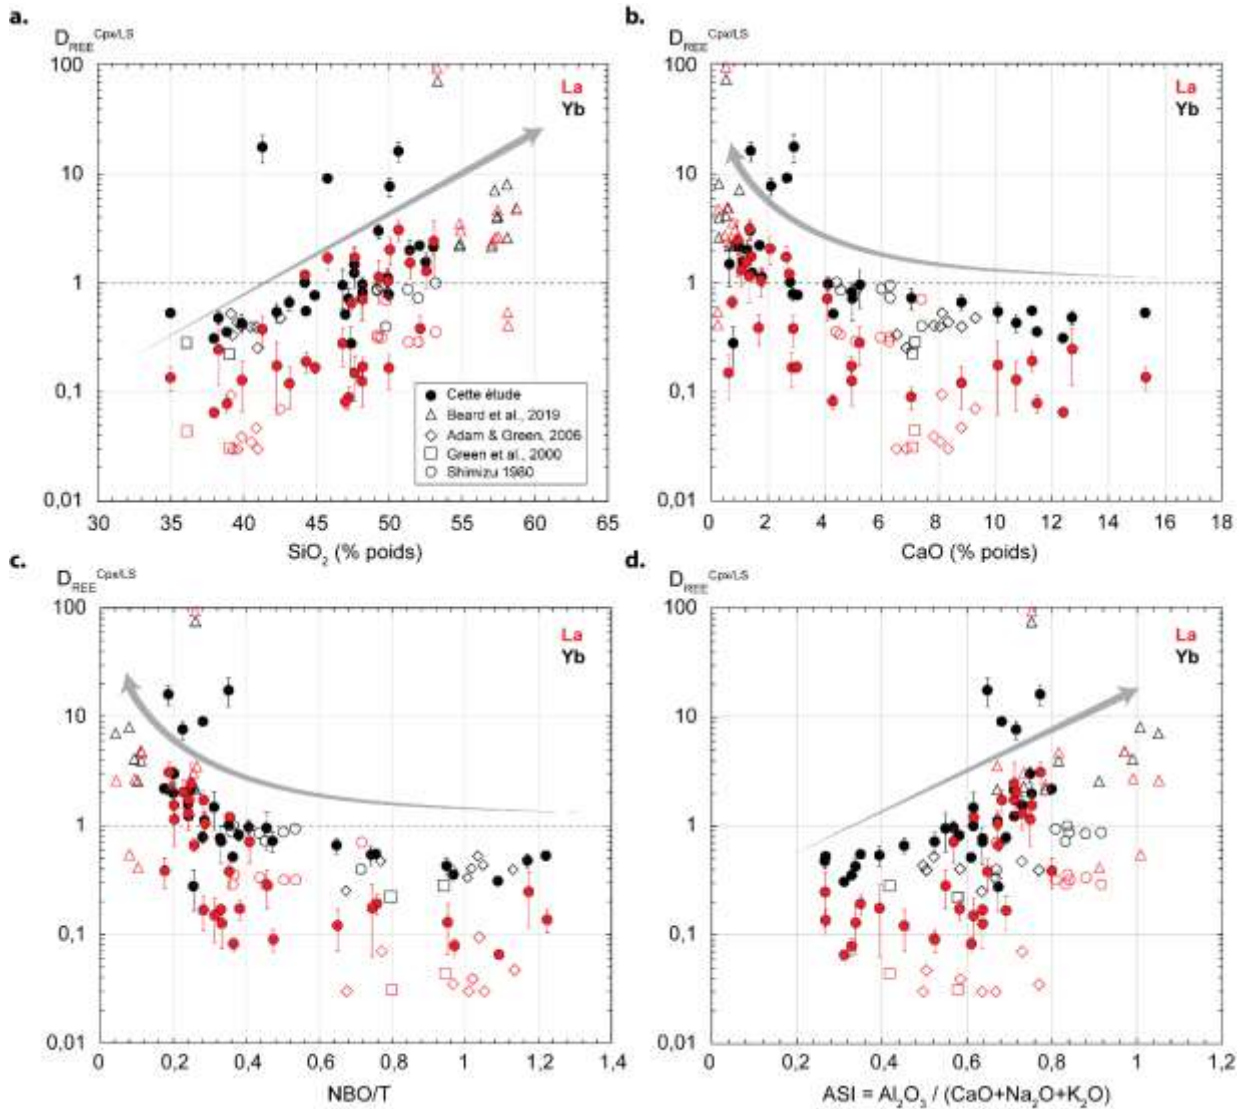 a.
D_REE^Cpx/LS
100
10
1
0,1
0,01
La
Yb
Cette étude
Beard et al., 2019
Adam & Green, 2006
Green et al., 2000
Shimizu 1980
30 35 40 45 50 55 60 65
SiO₂ (% poids)
b.
D_REE^Cpx/LS
100
10
1
0,1
0,01
La
Yb
0 2 4 6 8 10 12 14 16 18
CaO (% poids)
c.
D_REE^Cpx/LS
100
10
1
0,1
0,01
La
Yb
0 0,2 0,4 0,6 0,8 1 1,2 1,4
NBO/T
d.
D_REE^Cpx/LS
100
10
1
0,1
0,01
La
Yb
0 0,2 0,4 0,6 0,8 1 1,2
ASI = Al₂O₃ / (CaO+Na₂O+K₂O)